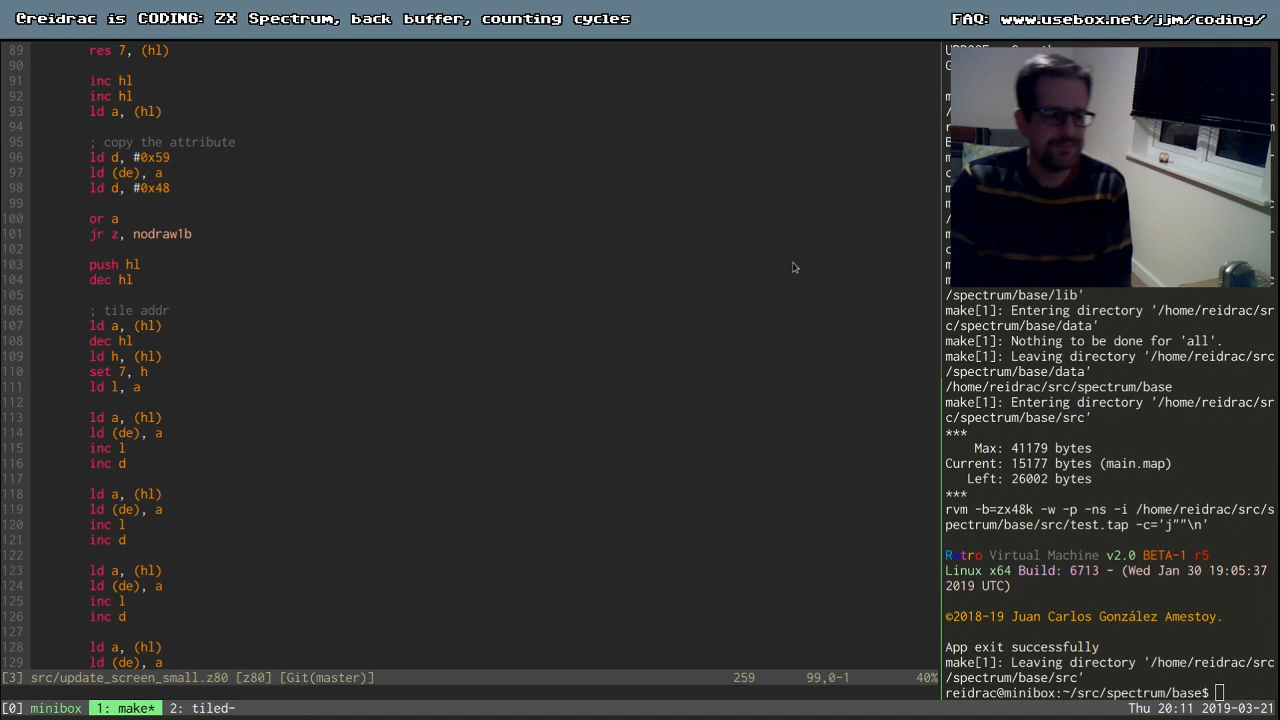 @reidrac is CODING: ZX Spectrum, back buffer, counting cycles
FAQ: www.usebox.net/jjm/coding/
89 res 7, (hl)
90
91 inc hl
92 inc hl
93 ld a, (hl)
94
95 ; copy the attribute
96 ld d, #0x59
97 ld (de), a
98 ld d, #0x48
99
100 or a
101 jr z, nodraw1b
102
103 push hl
104 dec hl
105
106 ; tile addr
107 ld a, (hl)
108 dec hl
109 ld h, (hl)
110 set 7, h
111 ld l, a
112
113 ld a, (hl)
114 ld (de), a
115 inc l
116 inc d
117
118 ld a, (hl)
119 ld (de), a
120 inc l
121 inc d
122
123 ld a, (hl)
124 ld (de), a
125 inc l
126 inc d
127
128 ld a, (hl)
129 ld (de), a
[3] src/update_screen_small.z80 [z80] [Git(master)] 259 99,0-1 40%
/spectrum/base/lib'
make[1]: Entering directory '/home/reidrac/sr
c/spectrum/base/data'
make[1]: Nothing to be done for 'all'.
make[1]: Leaving directory '/home/reidrac/src
/spectrum/base/data'
/home/reidrac/src/spectrum/base
make[1]: Entering directory '/home/reidrac/sr
c/spectrum/base/src'
***
Max: 41179 bytes
Current: 15177 bytes (main.map)
Left: 26002 bytes
***
rvm -b=zx48k -w -p -ns -i /home/reidrac/src/s
pectrum/base/src/test.tap -c='j""\n'
Retro Virtual Machine v2.0 BETA-1 r5
Linux x64 Build: 6713 - (Wed Jan 30 19:05:37
2019 UTC)
©2018-19 Juan Carlos González Amestoy.
App exit successfully
make[1]: Leaving directory '/home/reidrac/src
/spectrum/base/src'
reidrac@minibox:~/src/spectrum/base$
[0] minibox 1: make* 2: tiled- Thu 20:11 2019-03-21